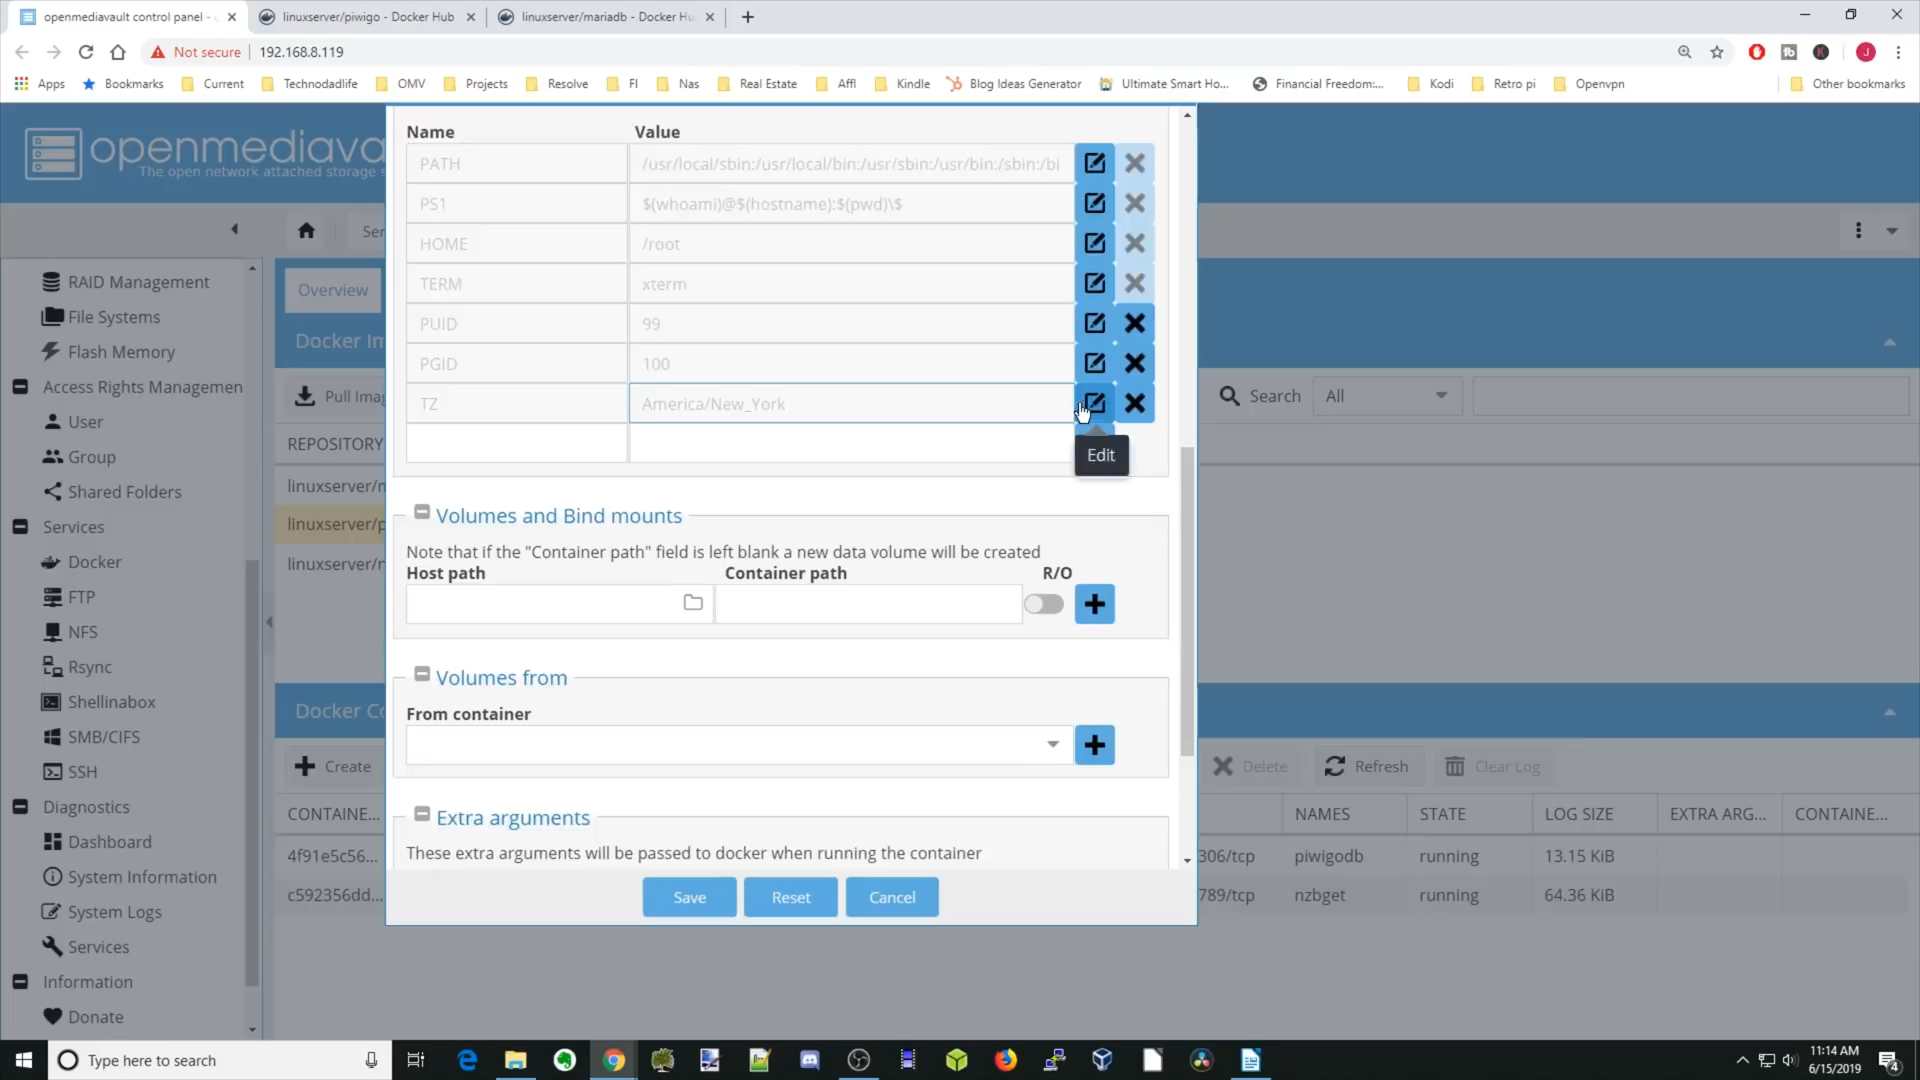 openmediavault control panel -
linuxserver/piwigo - Docker Hub
linuxserver/mariadb - Docker Hu
Not secure
192.168.8.119
Apps
Bookmarks
Current
Technodadlife
OMV
Projects
Resolve
FI
Nas
Real Estate
Affl
Kindle
Blog Ideas Generator
Ultimate Smart Ho...
Financial Freedom:...
Kodi
Retro pi
Openvpn
Other bookmarks
openmediava
The open network attached storage s
Ser
RAID Management
File Systems
Flash Memory
Access Rights Managemen
User
Group
Shared Folders
Services
Docker
FTP
NFS
Rsync
Shellinabox
SMB/CIFS
SSH
Diagnostics
Dashboard
System Information
System Logs
Services
Information
Donate
Overview
Docker Im
Pull Imag
REPOSITORY
linuxserver/r
linuxserver/p
linuxserver/r
Docker Co
Create
CONTAINE...
4f91e5c56...
c592356dd...
Name
Value
PATH
/usr/local/sbin:/usr/local/bin:/usr/sbin:/usr/bin:/sbin:/bi
PS1
$(whoami)@$(hostname):$(pwd)\$
HOME
/root
TERM
xterm
PUID
99
PGID
100
TZ
America/New_York
Edit
Volumes and Bind mounts
Note that if the "Container path" field is left blank a new data volume will be created
Host path
Container path
R/O
Volumes from
From container
Extra arguments
These extra arguments will be passed to docker when running the container
Save
Reset
Cancel
Search
All
Delete
Refresh
Clear Log
NAMES
STATE
LOG SIZE
EXTRA ARG...
CONTAINE...
306/tcp
piwigodb
running
13.15 KiB
789/tcp
nzbget
running
64.36 KiB
Type here to search
11:14 AM
6/15/2019
4